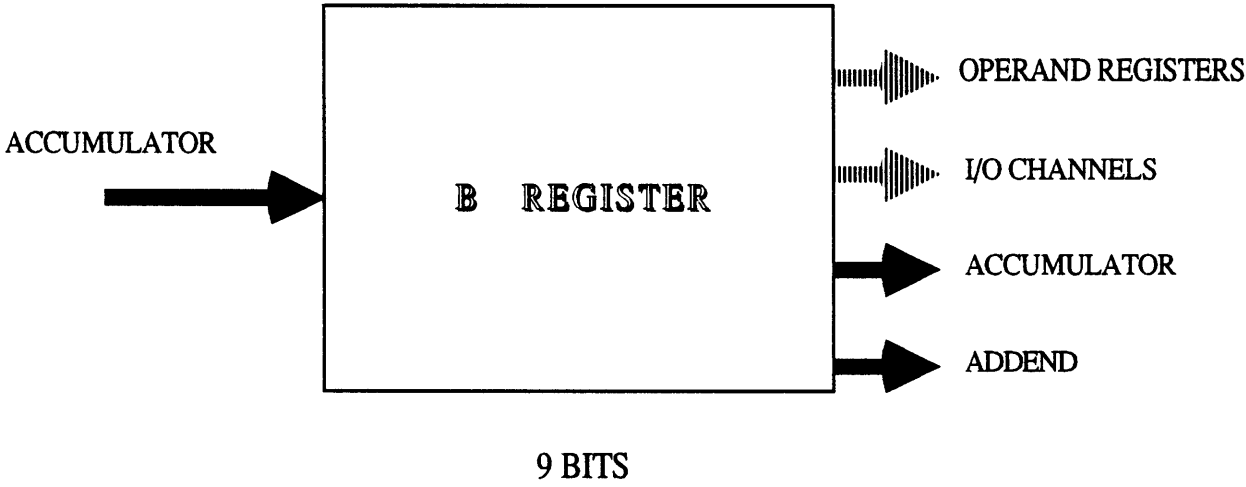 OPERAND REGISTERS
ACCUMULATOR
I/O CHANNELS
B REGISTER
ACCUMULATOR
ADDEND
9 BITS